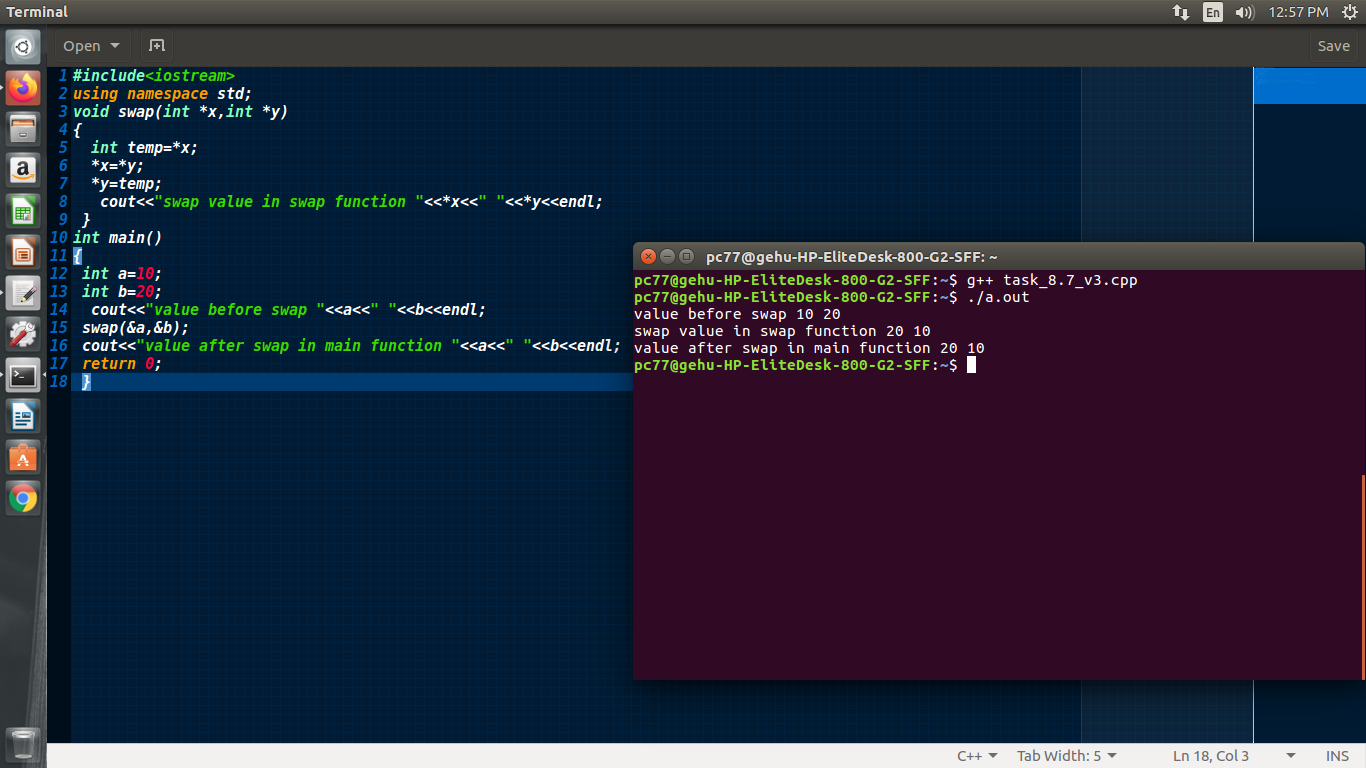 Terminal
En
12:57 PM
Open
Save
1 #include<iostream>
2 using namespace std;
3 void swap(int *x,int *y)
4 {
5   int temp=*x;
6   *x=*y;
7   *y=temp;
8    cout<<"swap value in swap function "<<*x<<" "<<*y<<endl;
9  }
10 int main()
11 {
12  int a=10;
13  int b=20;
14   cout<<"value before swap "<<a<<" "<<b<<endl;
15  swap(&a,&b);
16  cout<<"value after swap in main function "<<a<<" "<<b<<endl;
17  return 0;
18  }
pc77@gehu-HP-EliteDesk-800-G2-SFF: ~
pc77@gehu-HP-EliteDesk-800-G2-SFF:~$ g++ task_8.7_v3.cpp
pc77@gehu-HP-EliteDesk-800-G2-SFF:~$ ./a.out
value before swap 10 20
swap value in swap function 20 10
value after swap in main function 20 10
pc77@gehu-HP-EliteDesk-800-G2-SFF:~$
C++
Tab Width: 5
Ln 18, Col 3
INS